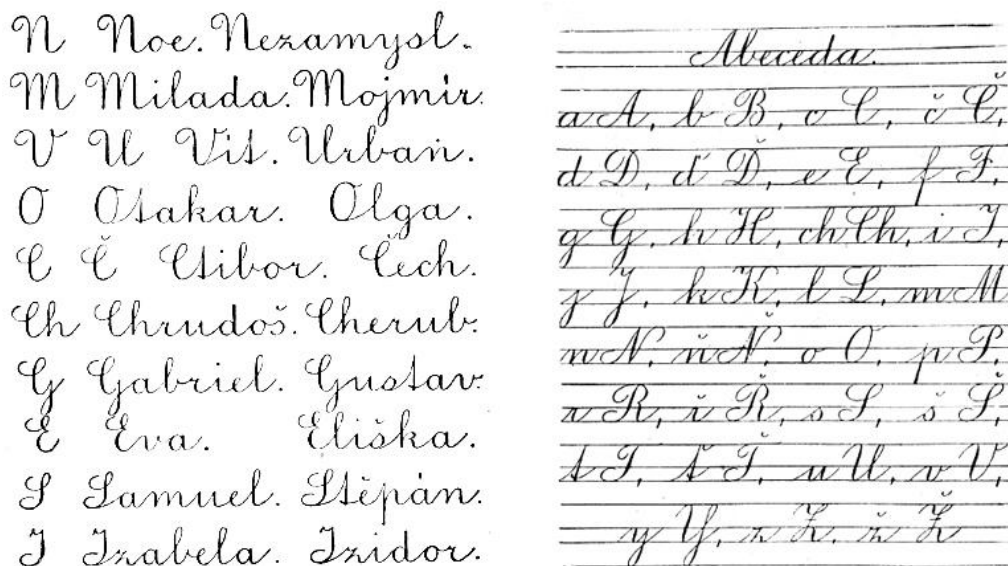 N Noe. Nezamysl.
M Milada. Mojmír.
V U Vít. Urban.
O Otakar. Olga.
C Č Ctibor. Čech.
Ch Chrudoš. Cherub.
G Gabriel. Gustav.
E Eva. Eliška.
S Samuel. Štěpán.
I Izabela. Izidor.
Abeceda.
a A, b B, c C, č Č,
d D, ď Ď, e E, f F,
g G, h H, ch Ch, i I,
j J, k K, l L, m M
n N, ň Ň, o O, p P,
r R, ř Ř, s S, š Š,
t T, ť Ť, u U, v V,
y Y, z Z, ž Ž